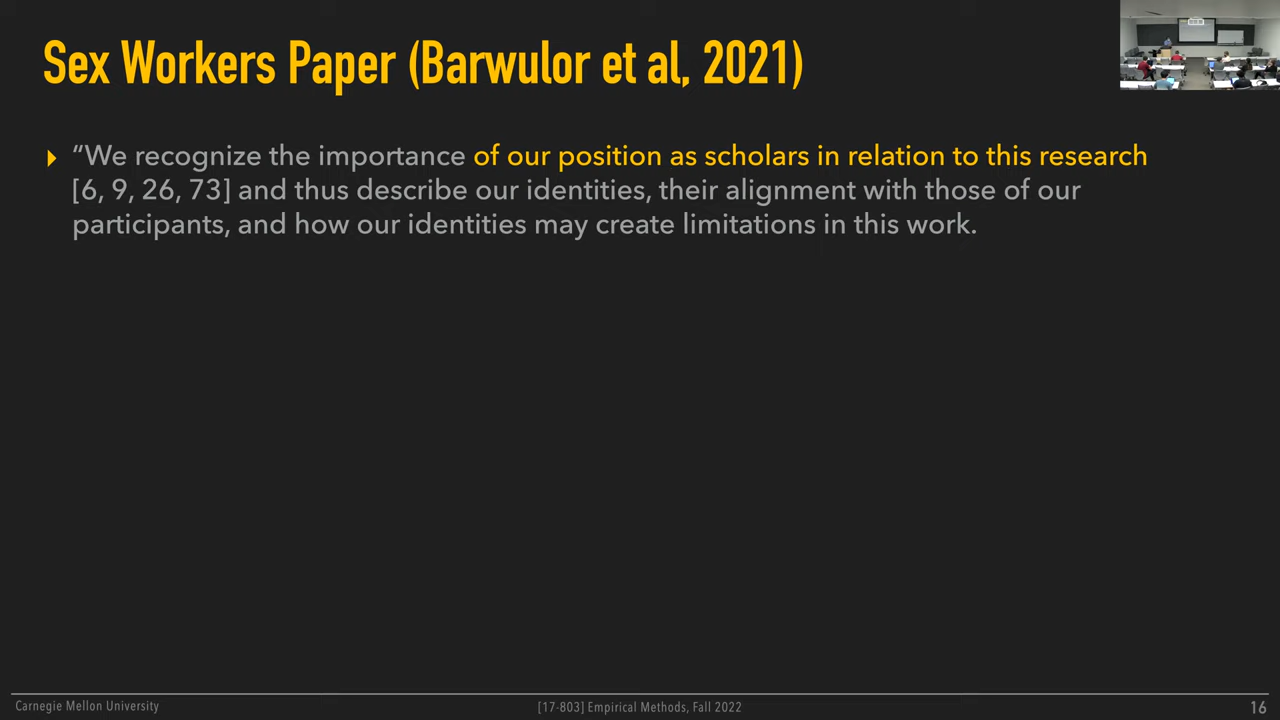 Sex Workers Paper (Barwulor et al, 2021)
“We recognize the importance of our position as scholars in relation to this research
[6, 9, 26, 73] and thus describe our identities, their alignment with those of our
participants, and how our identities may create limitations in this work.
Carnegie Mellon University
[17-803] Empirical Methods, Fall 2022
16